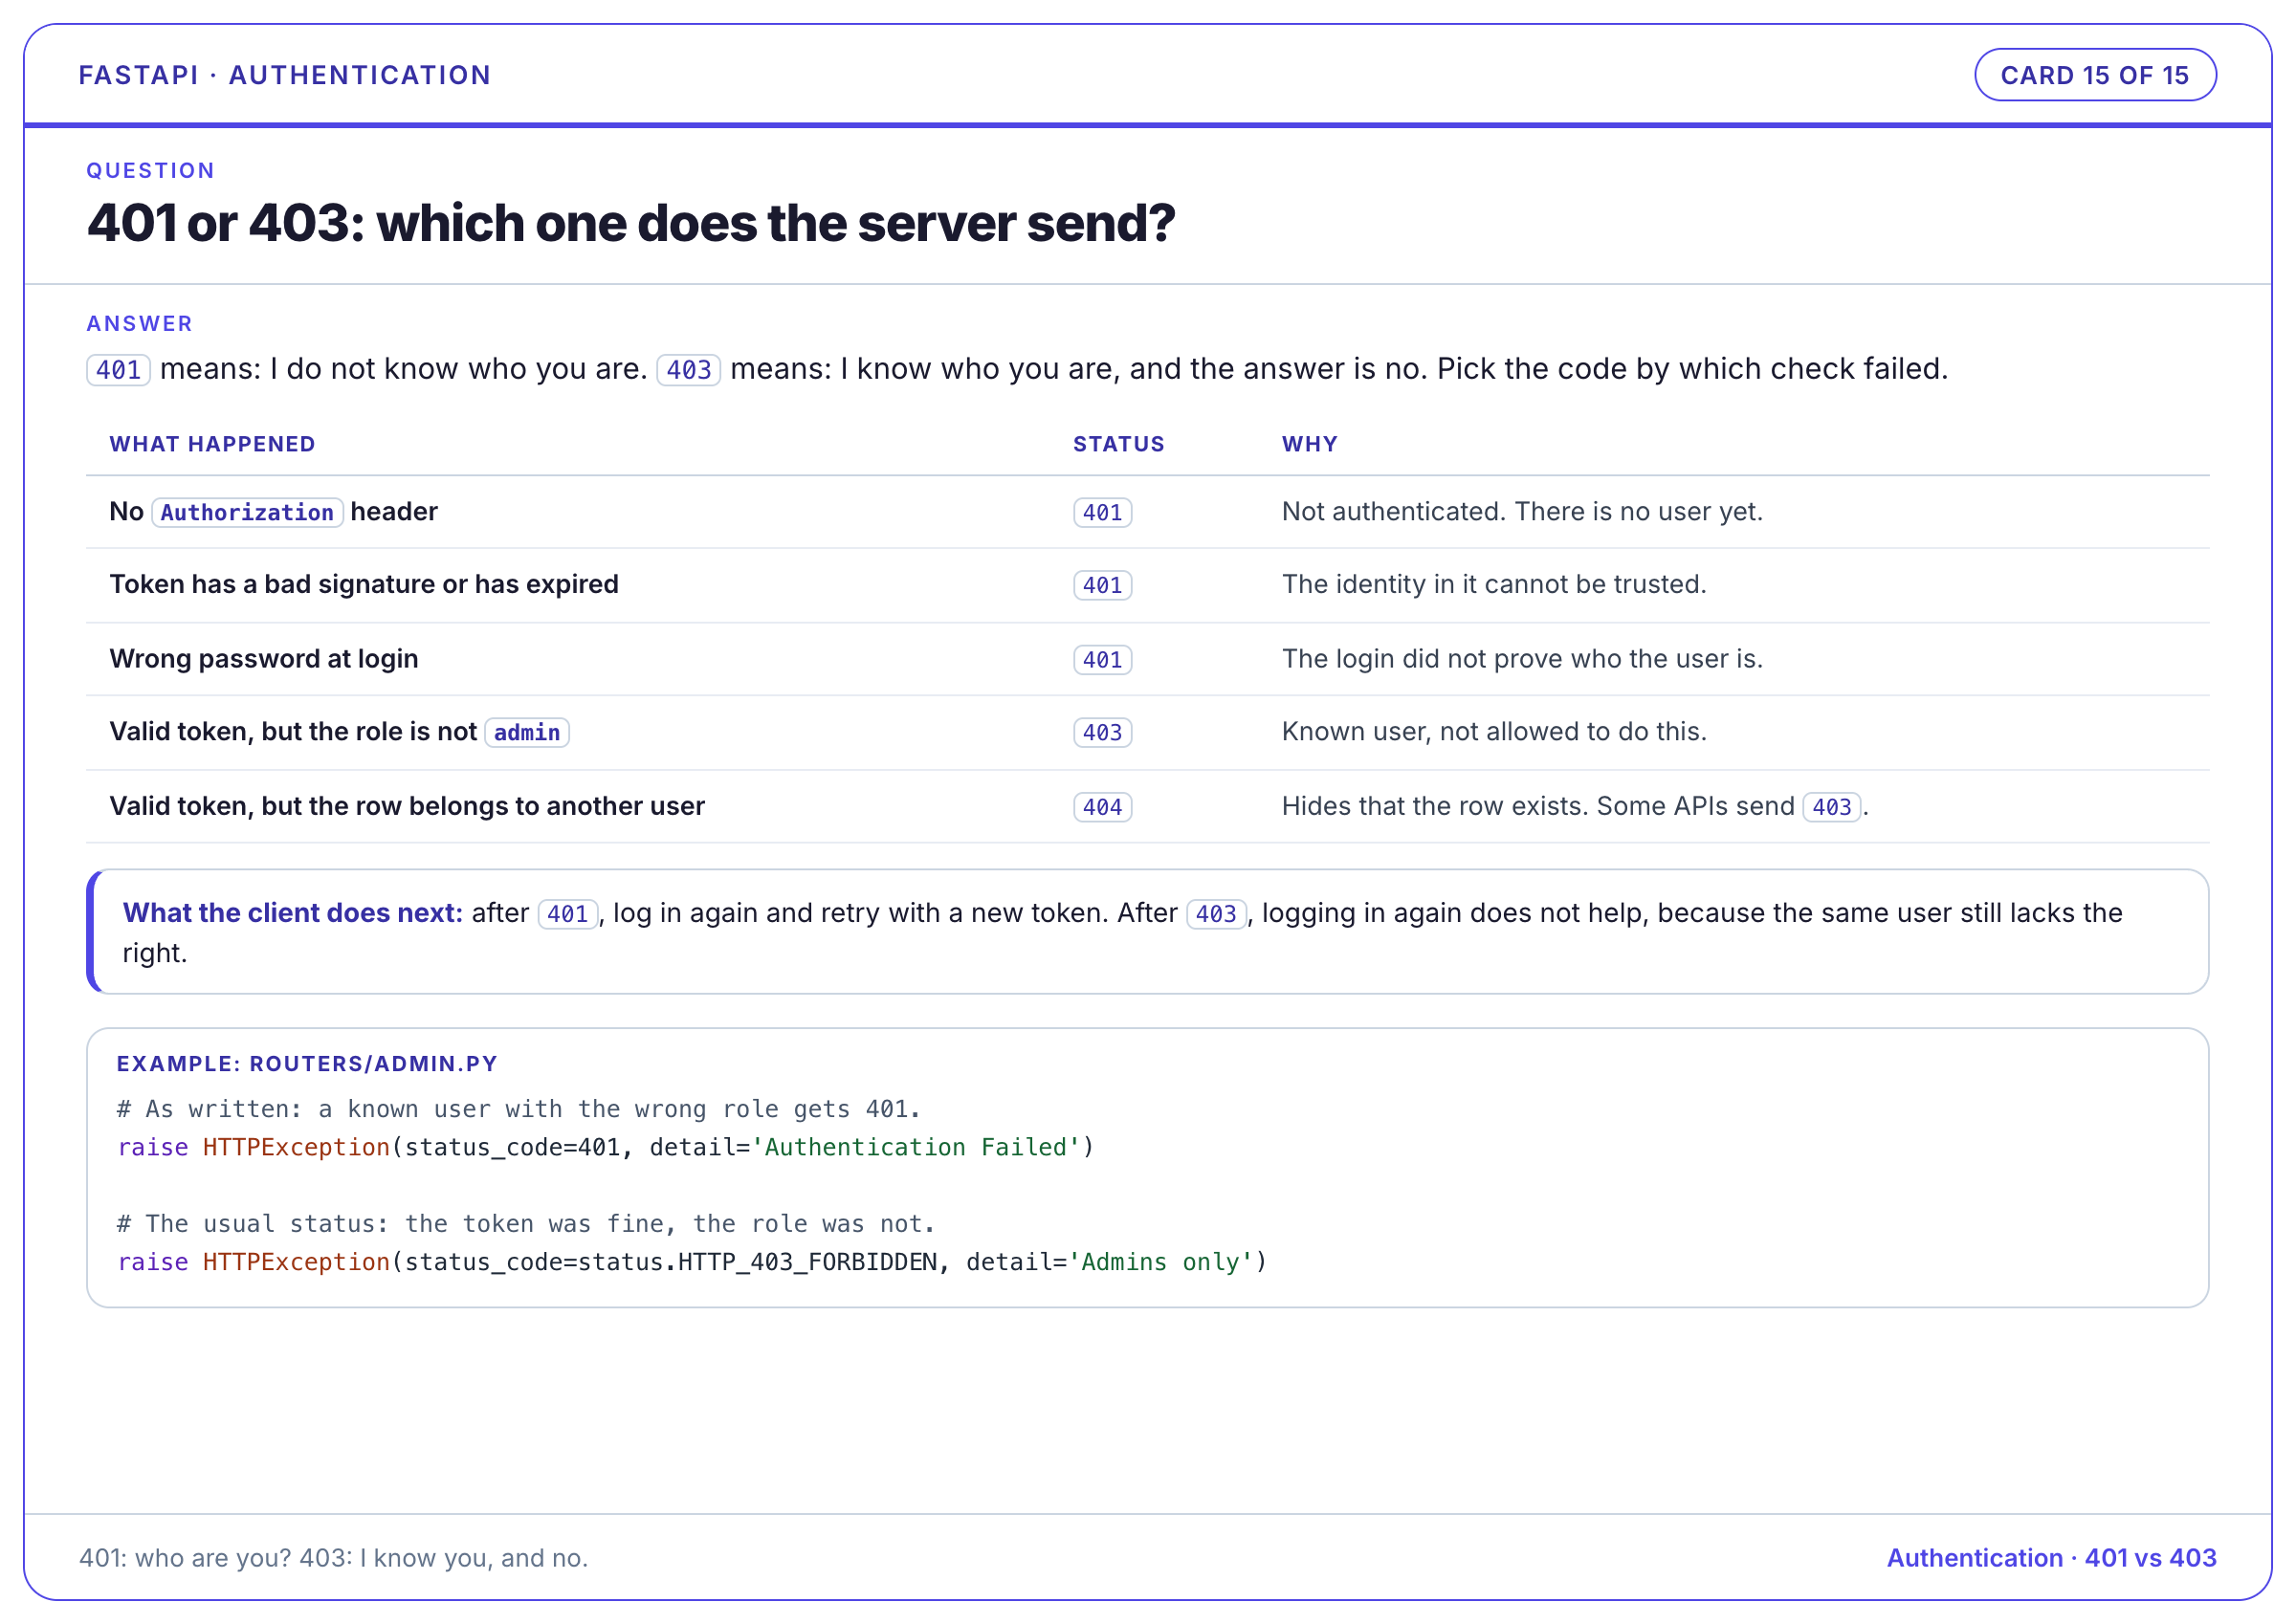 FASTAPI · AUTHENTICATION
CARD 15 OF 15
QUESTION
401 or 403: which one does the server send?
ANSWER
401 means: I do not know who you are. 403 means: I know who you are, and the answer is no. Pick the code by which check failed.
WHAT HAPPENED STATUS WHY
No Authorization header 401 Not authenticated. There is no user yet.
Token has a bad signature or has expired 401 The identity in it cannot be trusted.
Wrong password at login 401 The login did not prove who the user is.
Valid token, but the role is not admin 403 Known user, not allowed to do this.
Valid token, but the row belongs to another user 404 Hides that the row exists. Some APIs send 403.
What the client does next: after 401, log in again and retry with a new token. After 403, logging in again does not help, because the same user still lacks the
right.
EXAMPLE: ROUTERS/ADMIN.PY
# As written: a known user with the wrong role gets 401.
raise HTTPException(status_code=401, detail='Authentication Failed')
# The usual status: the token was fine, the role was not.
raise HTTPException(status_code=status.HTTP_403_FORBIDDEN, detail='Admins only')
401: who are you? 403: I know you, and no.
Authentication · 401 vs 403